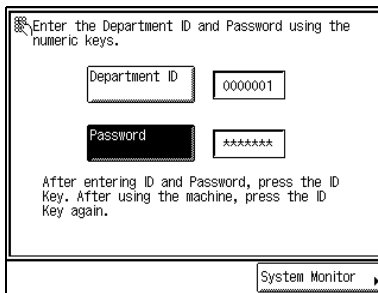 Enter the Department ID and Password using the
numeric keys.
Department ID
0000001
Password
*******
After entering ID and Password, press the ID
Key. After using the machine, press the ID
Key again.
System Monitor